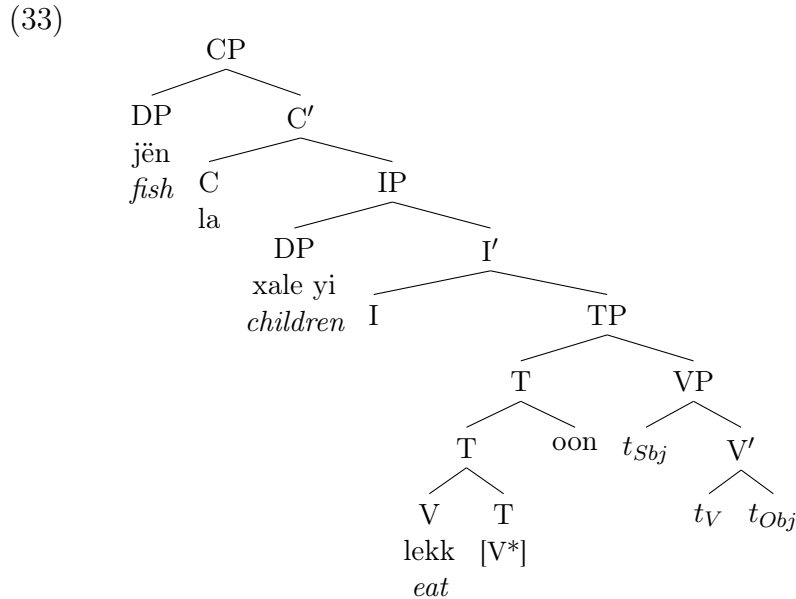 (33)
CP
DP C′
jën
fish C IP
la
DP I′
xale yi
children I TP
T VP
T oon t_Sbj V′
V T t_V t_Obj
lekk [V*]
eat